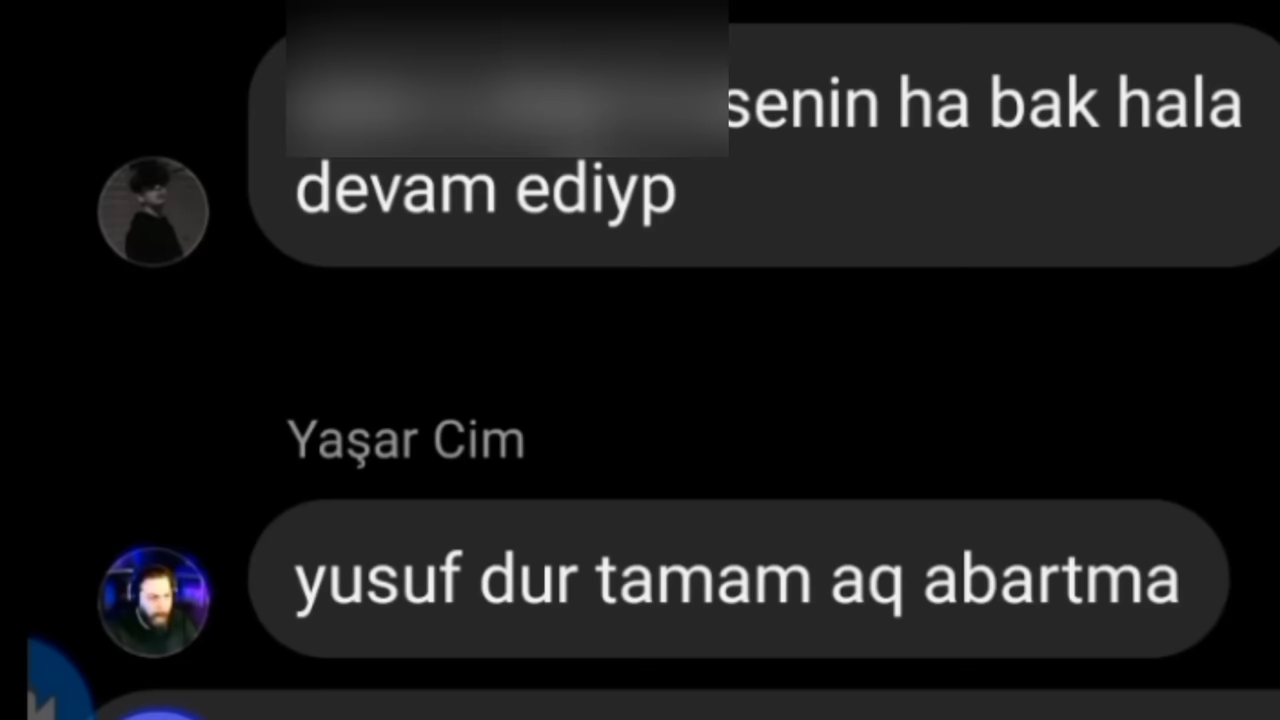 senin ha bak hala
devam ediyp
Yaşar Cim
yusuf dur tamam aq abartma